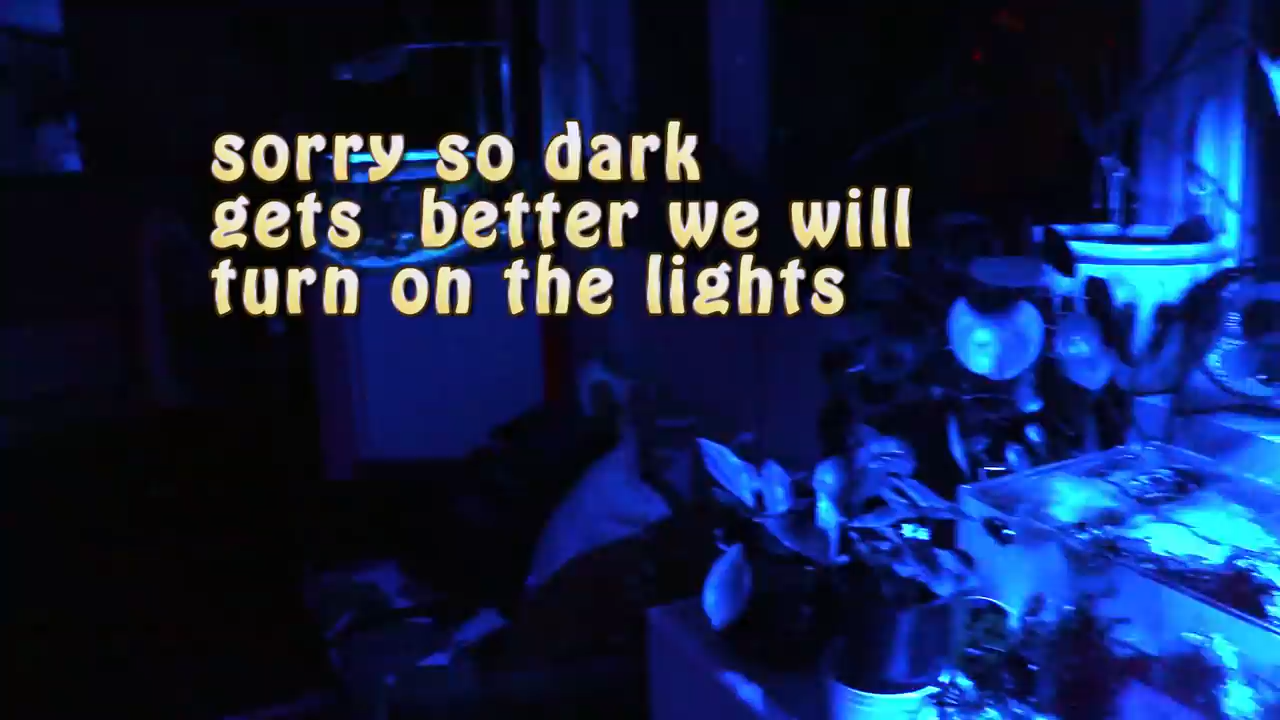 sorry so dark
gets  better we will
turn on the lights